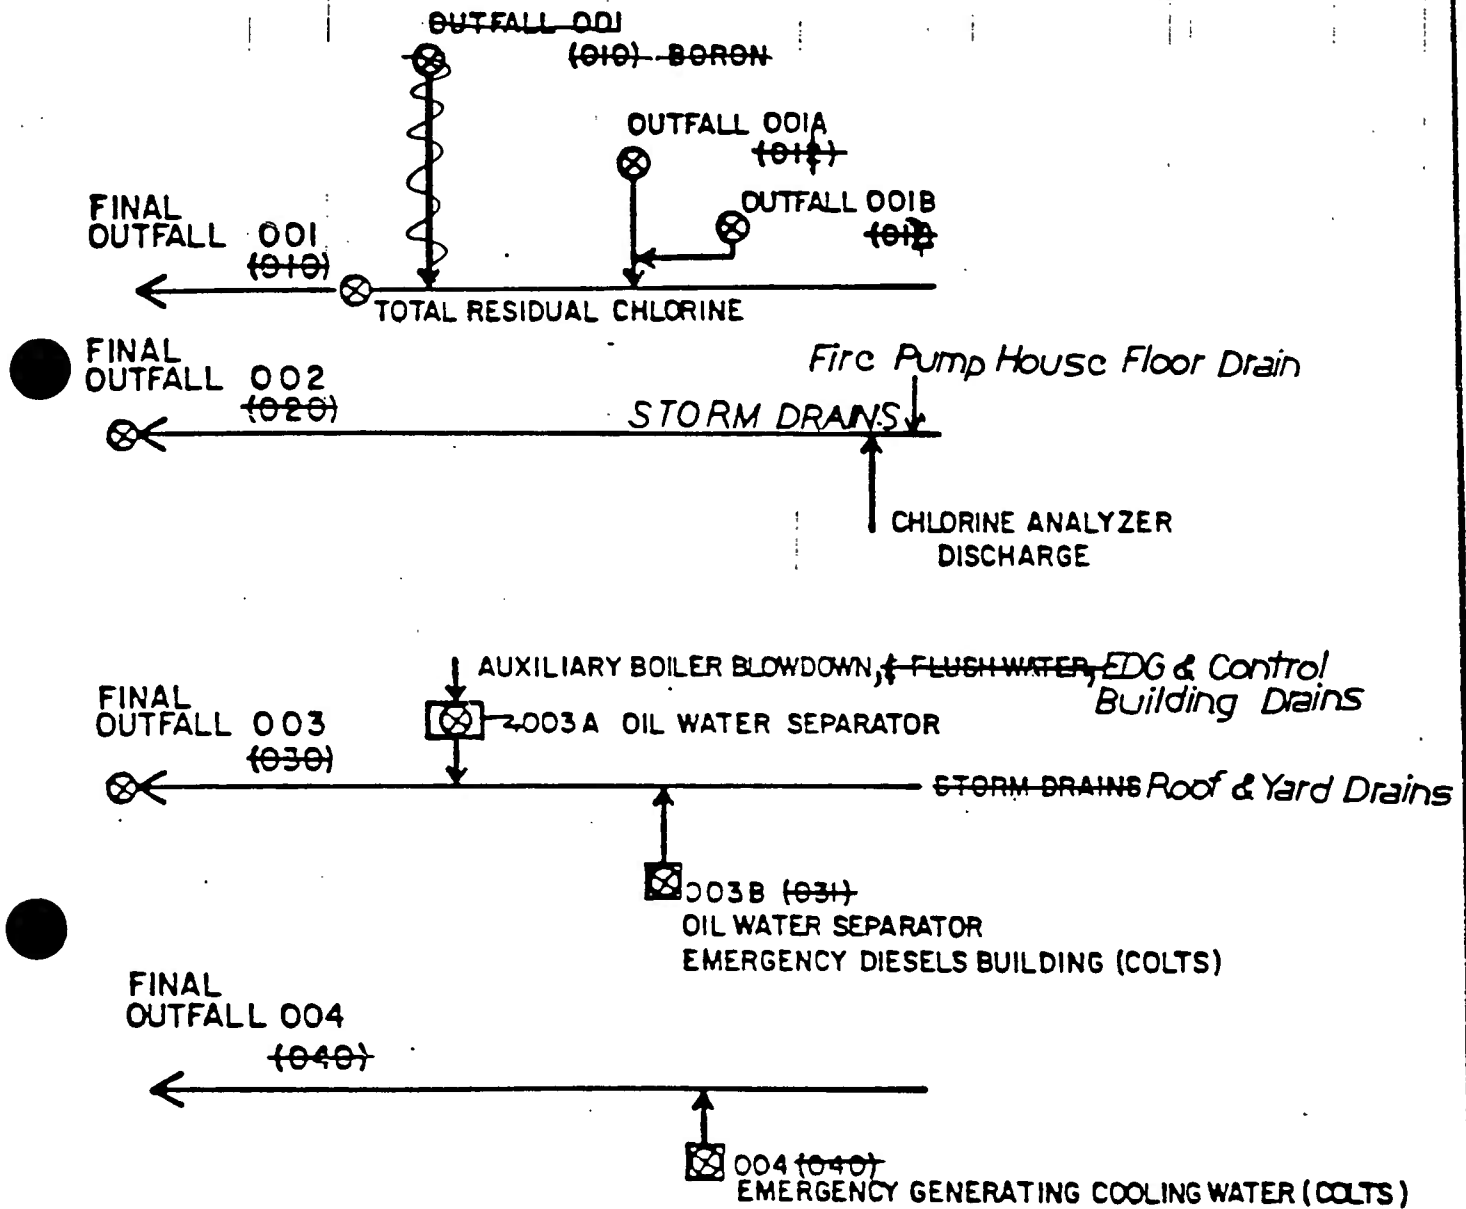 OUTFALL 001
(010) - BORON
OUTFALL 001A
OUTFALL 001B
FINAL
OUTFALL 001
(010)
TOTAL RESIDUAL CHLORINE
FINAL
OUTFALL 002
(020)
Fire Pump House Floor Drain
STORM DRAINS
CHLORINE ANALYZER
DISCHARGE
AUXILIARY BOILER BLOWDOWN, & FLUSH WATER, EDG & Control
Building Drains
FINAL
OUTFALL 003
(030)
003A OIL WATER SEPARATOR
STORM DRAINS Roof & Yard Drains
003B (031)
OIL WATER SEPARATOR
EMERGENCY DIESELS BUILDING (COLTS)
FINAL
OUTFALL 004
(040)
004 (040)
EMERGENCY GENERATING COOLING WATER (COLTS)